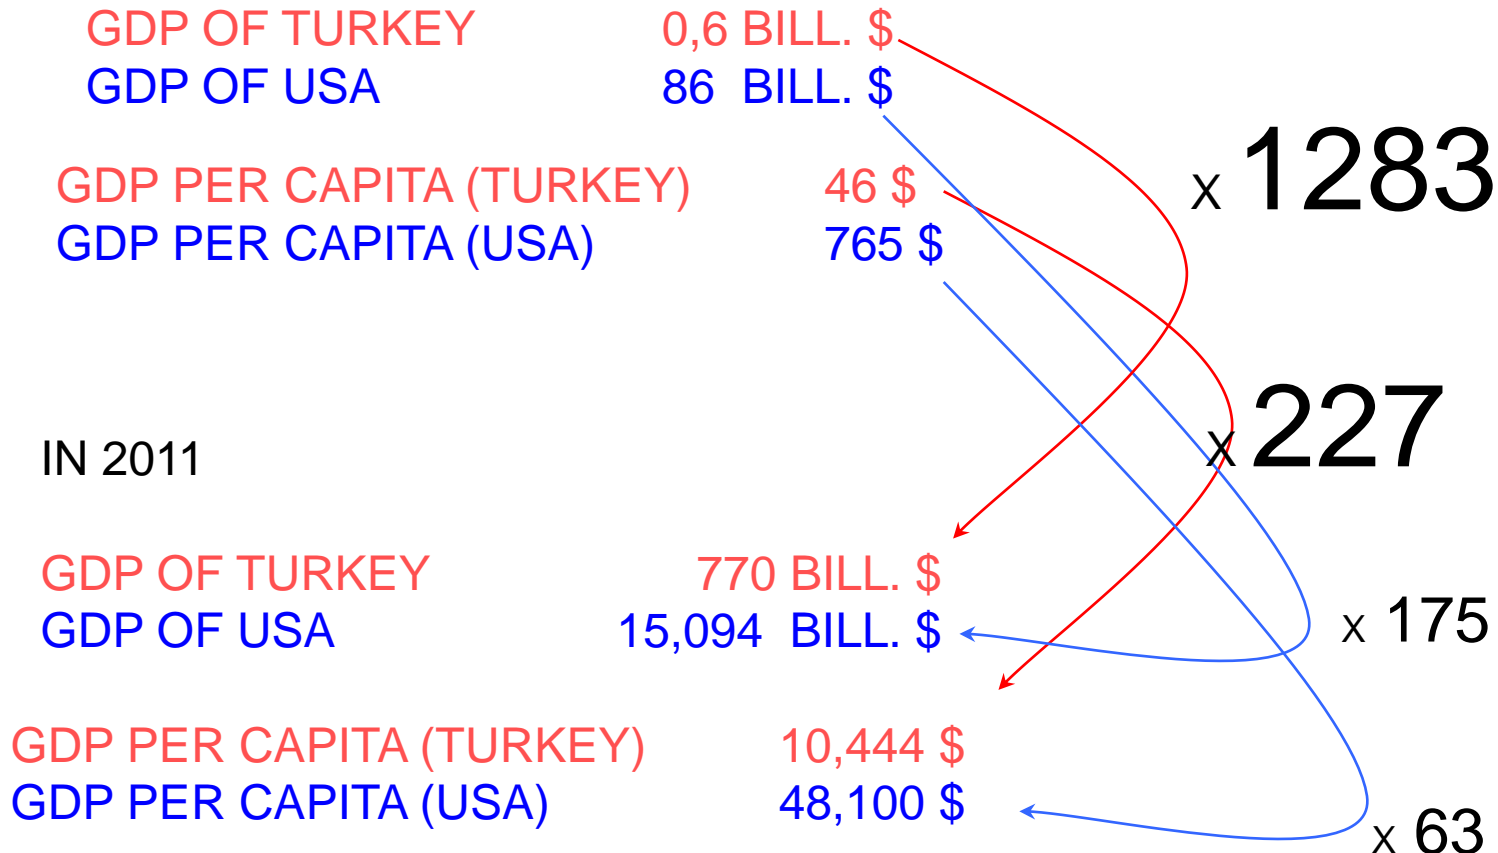 GDP OF TURKEY 0,6 BILL. $
GDP OF USA 86 BILL. $
x 1283
GDP PER CAPITA (TURKEY) 46 $
GDP PER CAPITA (USA) 765 $
x 227
IN 2011
GDP OF TURKEY 770 BILL. $
GDP OF USA 15,094 BILL. $
x 175
GDP PER CAPITA (TURKEY) 10,444 $
GDP PER CAPITA (USA) 48,100 $
x 63